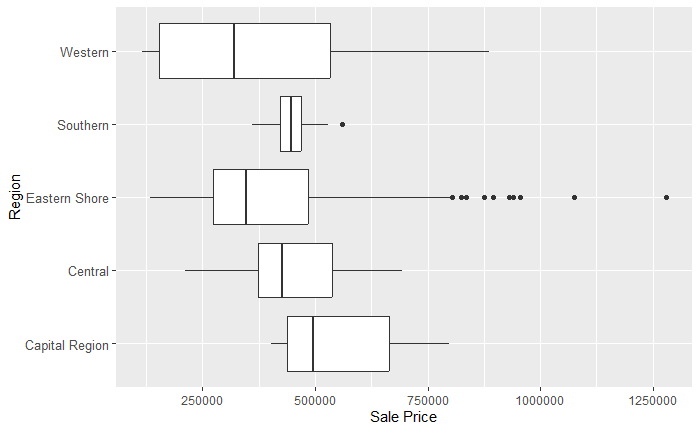 Western
Southern
Eastern Shore
Central
Capital Region
Region
250000 500000 750000 1000000 1250000
Sale Price